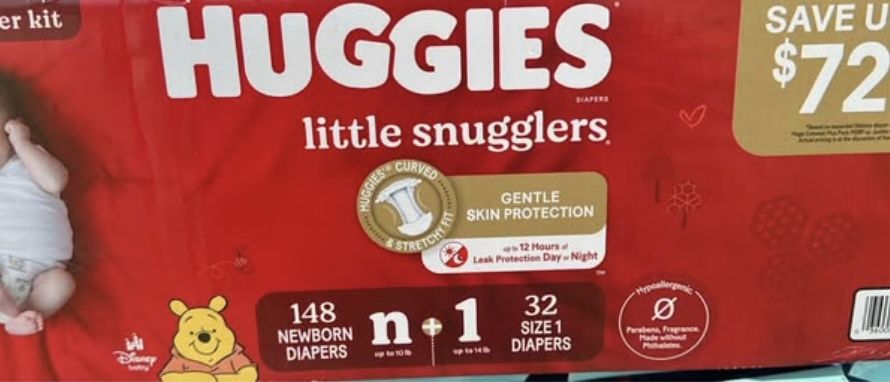 er kit
HUGGIES
DIAPERS
little snugglers
SAVE U
$72
HUGGIES® CURVED
& STRETCHY FIT
GENTLE
SKIN PROTECTION
up to 12 Hours of
Leak Protection Day or Night
148
NEWBORN
DIAPERS
n
up to 10 lb
+
1
up to 14 lb
32
SIZE 1
DIAPERS
Hypoallergenic
Parabens, Fragrance.
Made without
Phthalates.
Disney
baby